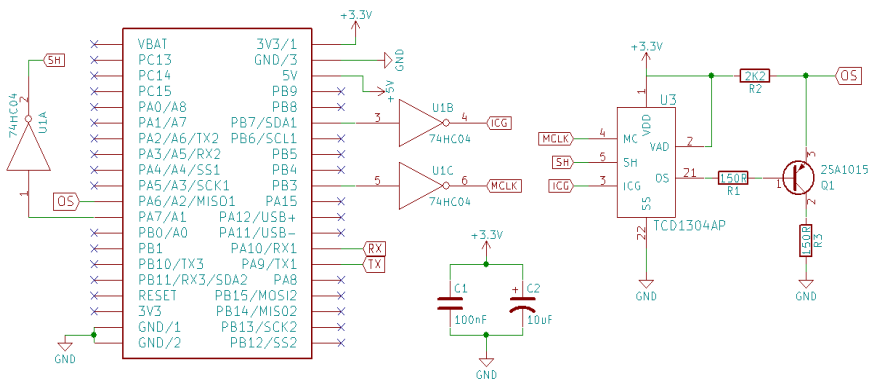 +3.3V
VBAT 3V3/1
PC13 GND/3
PC14 5V
PC15 PB9
PA0/A8 PB8
PA1/A7 PB7/SDA1
PA2/A6/TX2 PB6/SCL1
PA3/A5/RX2 PB5
PA4/A4/SS1 PB4
PA5/A3/SCK1 PB3
PA6/A2/MISO1 PA15
PA7/A1 PA12/USB+
PB0/A0 PA11/USB-
PB1 PA10/RX1
PB10/TX3 PA9/TX1
PB11/RX3/SDA2 PA8
RESET PB15/MOSI2
3V3 PB14/MISO2
GND/1 PB13/SCK2
GND/2 PB12/SS2
GND
+5V
SH
2
74HC04
U1A
1
OS
GND
3 U1B 4 ICG
74HC04
5 U1C 6 MCLK
74HC04
RX
TX
+3.3V
C1 + C2
100nF 10uF
GND
+3.3V
2K2
R2
OS
1 U3
VDD
MCLK 4 MC
VAD 2
SH 5 SH
OS 21
ICG 3 ICG
SS
22
TCD1304AP
GND
150R
R1
3
1
2
2SA1015
Q1
150R
R3
GND